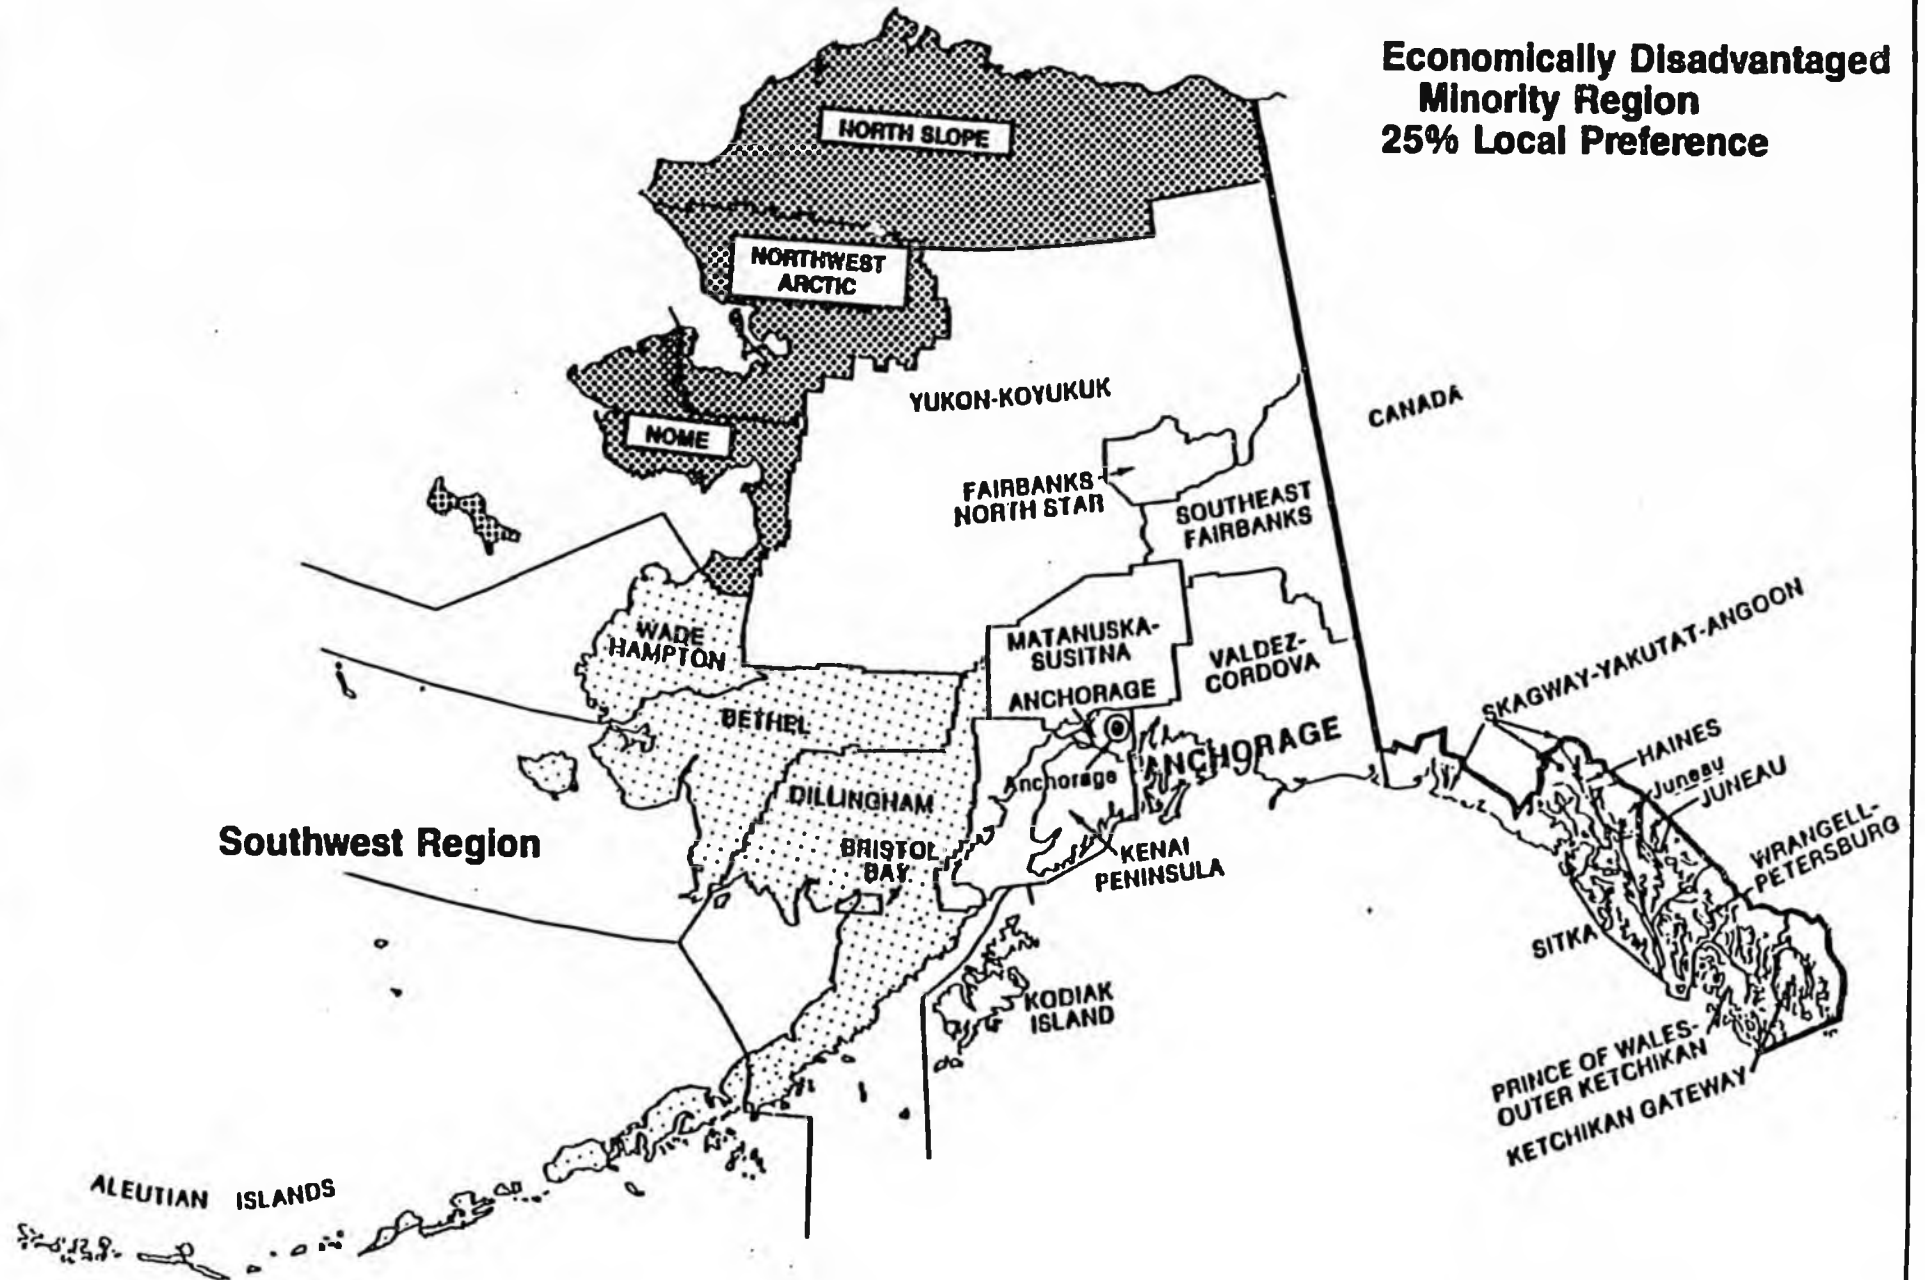 Economically Disadvantaged
Minority Region
25% Local Preference
NORTH SLOPE
NORTHWEST
ARCTIC
NOME
YUKON-KOYUKUK
CANADA
FAIRBANKS
NORTH STAR
SOUTHEAST
FAIRBANKS
WADE
HAMPTON
MATANUSKA-
SUSITNA
VALDEZ-
CORDOVA
ANCHORAGE
SKAGWAY-YAKUTAT-ANGOON
BETHEL
ANCHORAGE
Anchorage
HAINES
Juneau
JUNEAU
DILLINGHAM
Southwest Region
BRISTOL
BAY
KENAI
PENINSULA
WRANGELL-
PETERSBURG
SITKA
KODIAK
ISLAND
PRINCE OF WALES-
OUTER KETCHIKAN
KETCHIKAN GATEWAY
ALEUTIAN ISLANDS